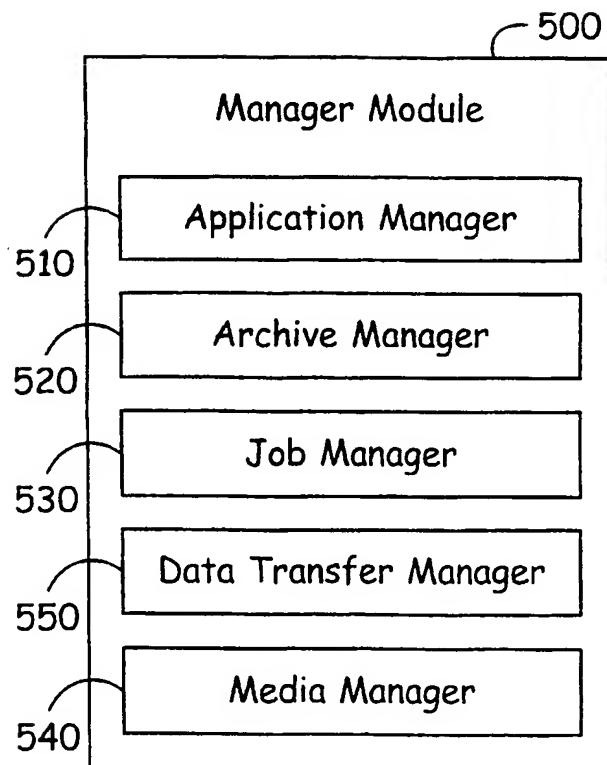 500
Manager Module
Application Manager
510
Archive Manager
520
Job Manager
530
Data Transfer Manager
550
Media Manager
540